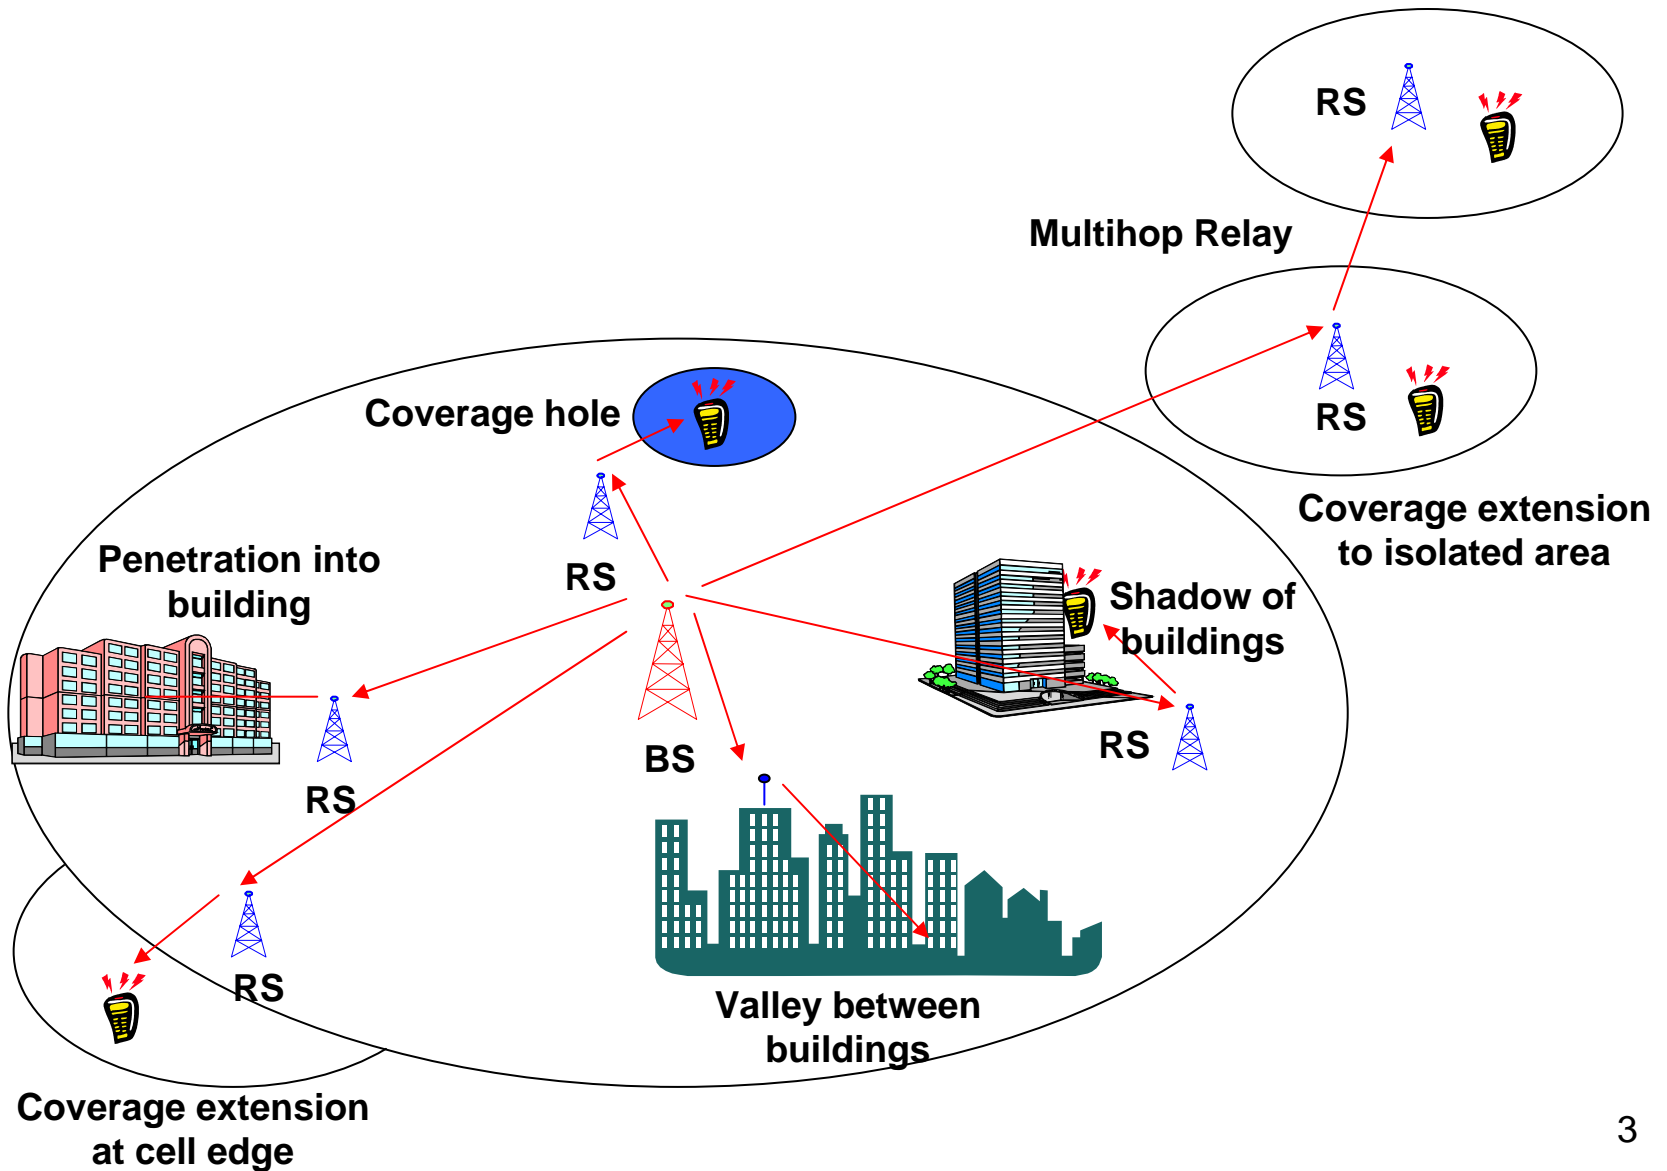 RS
Multihop Relay
Coverage hole
RS
Coverage extension
to isolated area
Penetration into
building
RS
Shadow of
buildings
BS
RS
RS
RS
Valley between
buildings
Coverage extension
at cell edge
3